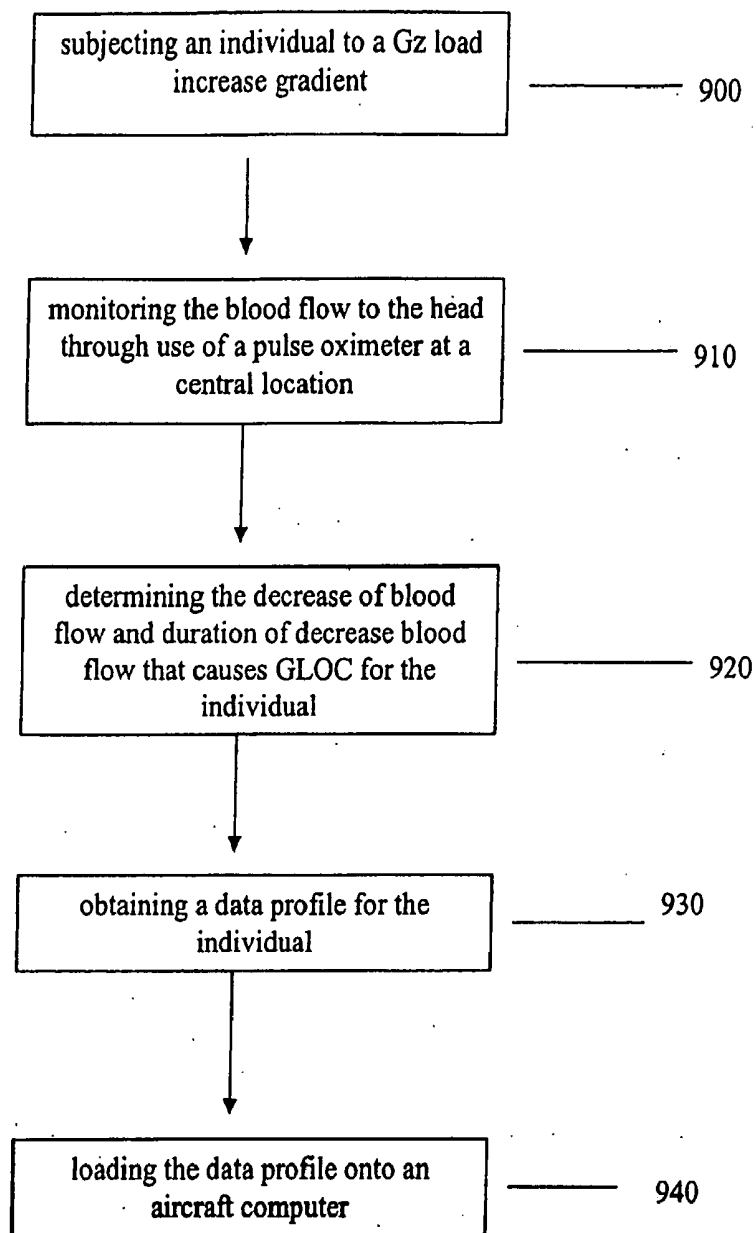 subjecting an individual to a Gz load
increase gradient
900
monitoring the blood flow to the head
through use of a pulse oximeter at a
central location
910
determining the decrease of blood
flow and duration of decrease blood
flow that causes GLOC for the
individual
920
obtaining a data profile for the
individual
930
loading the data profile onto an
aircraft computer
940